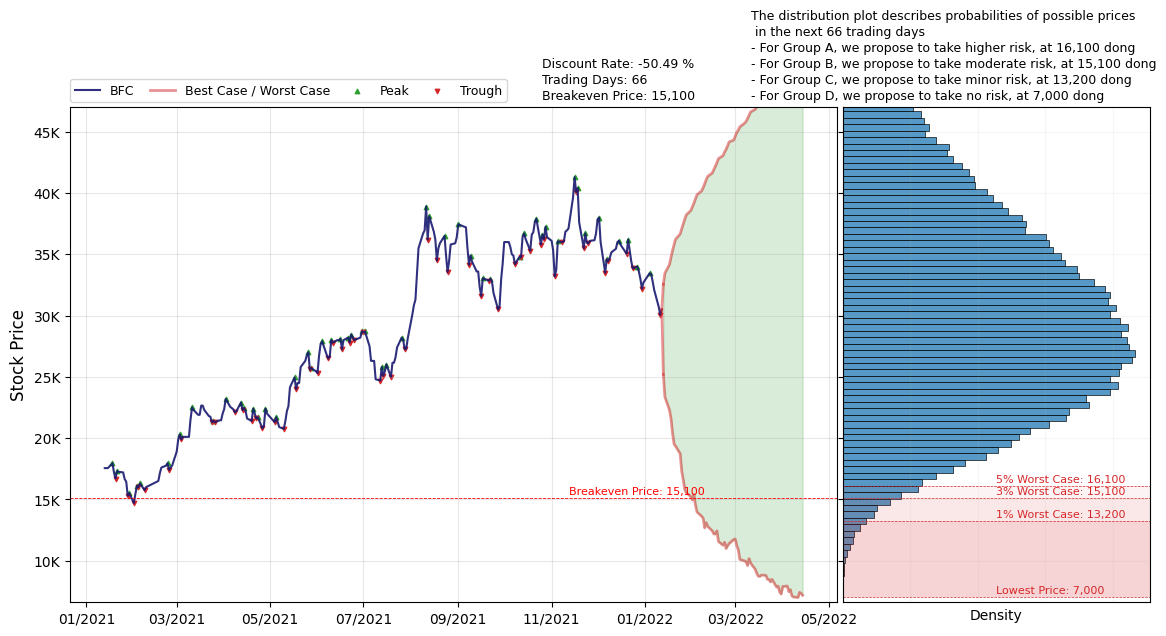 The distribution plot describes probabilities of possible prices
in the next 66 trading days
- For Group A, we propose to take higher risk, at 16,100 dong
- For Group B, we propose to take moderate risk, at 15,100 dong
- For Group C, we propose to take minor risk, at 13,200 dong
- For Group D, we propose to take no risk, at 7,000 dong
Discount Rate: -50.49 %
Trading Days: 66
Breakeven Price: 15,100
BFC Best Case / Worst Case Peak Trough
Stock Price
45K
40K
35K
30K
25K
20K
15K
10K
Breakeven Price: 15,100
01/2021 03/2021 05/2021 07/2021 09/2021 11/2021 01/2022 03/2022 05/2022
5% Worst Case: 16,100
3% Worst Case: 15,100
1% Worst Case: 13,200
Lowest Price: 7,000
Density